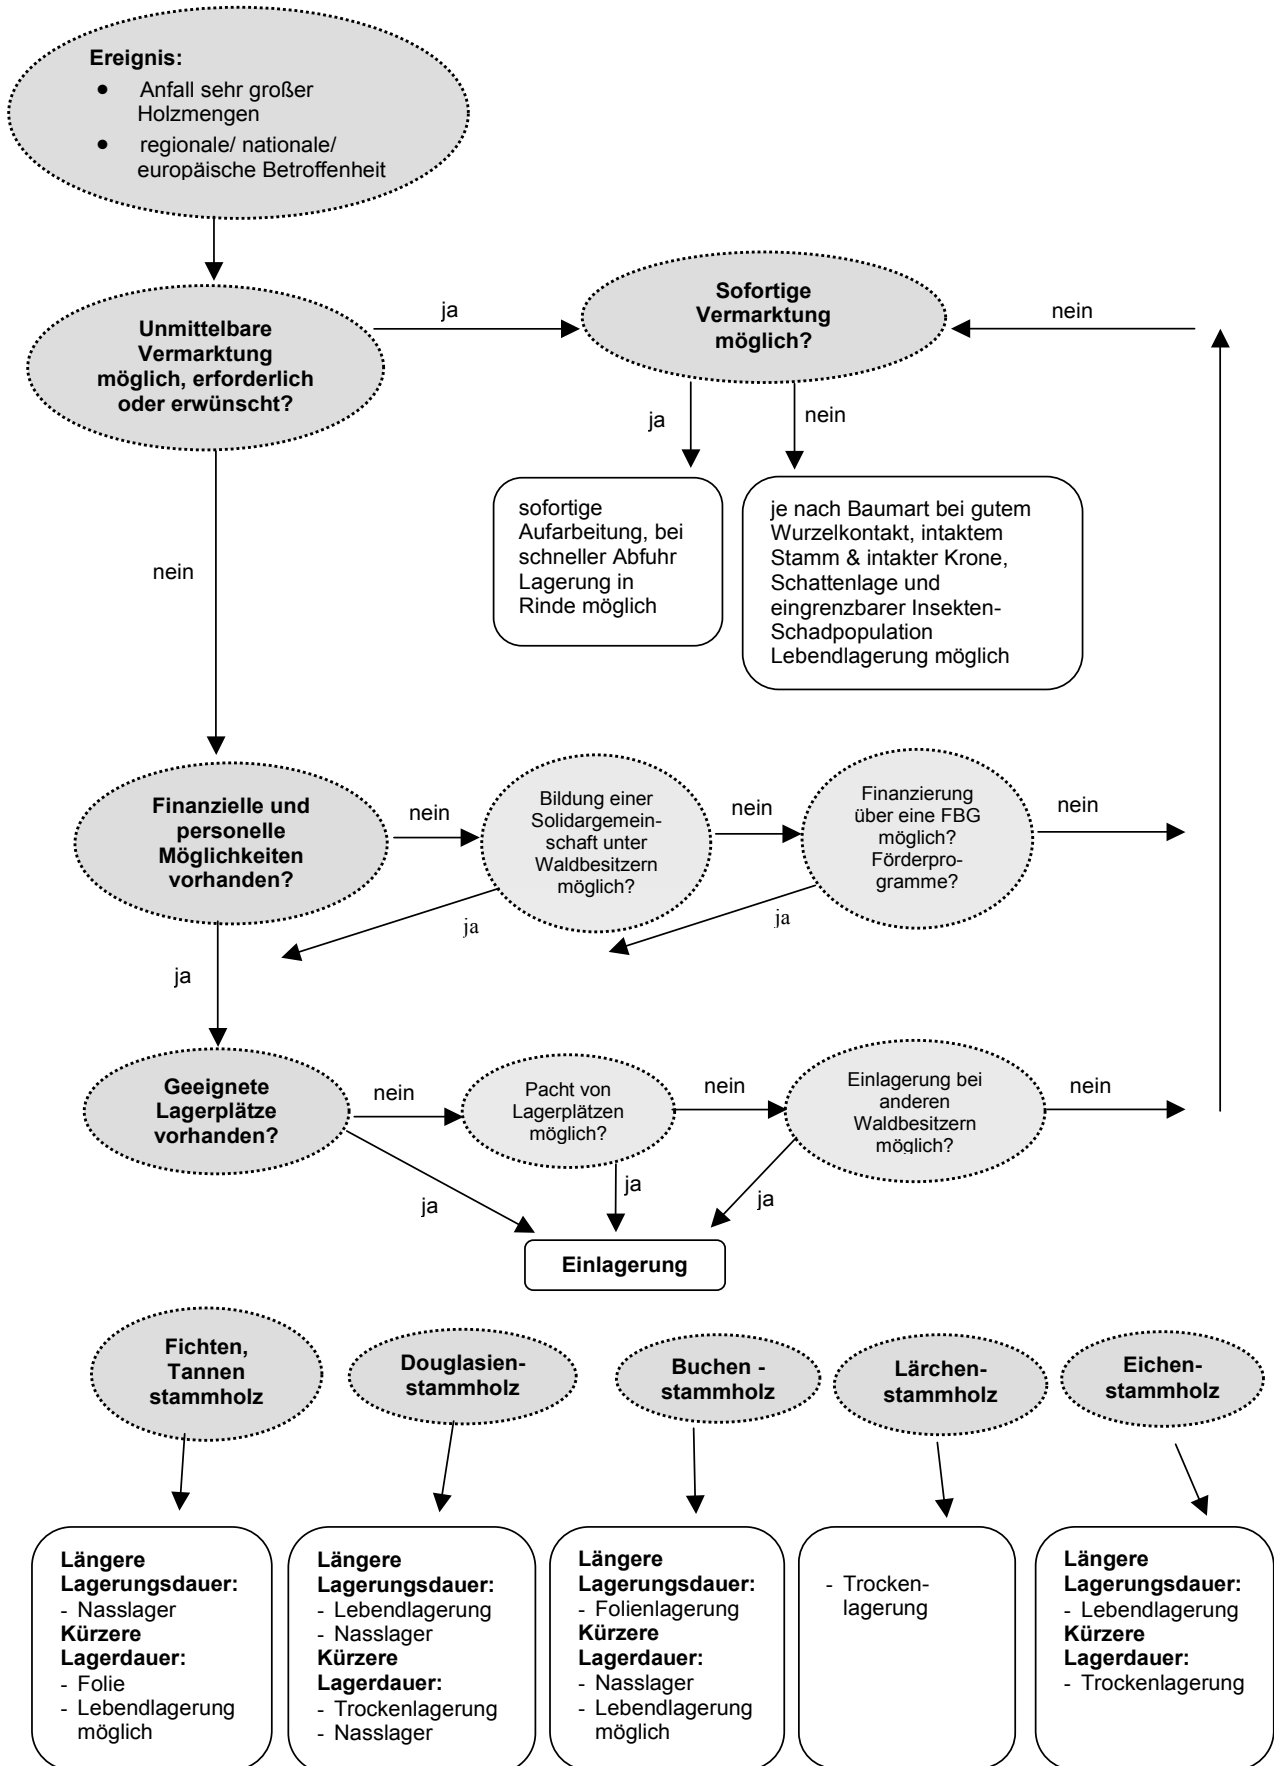 Ereignis:
● Anfall sehr großer
Holzmengen
● regionale/ nationale/
europäische Betroffenheit
Unmittelbare
Vermarktung
möglich, erforderlich
oder erwünscht?
ja
Sofortige
Vermarktung
möglich?
nein
ja
nein
sofortige
Aufarbeitung, bei
schneller Abfuhr
Lagerung in
Rinde möglich
je nach Baumart bei gutem
Wurzelkontakt, intaktem
Stamm & intakter Krone,
Schattenlage und
eingrenzbarer Insekten-
Schadpopulation
Lebendlagerung möglich
nein
Finanzielle und
personelle
Möglichkeiten
vorhanden?
nein
Bildung einer
Solidargemein-
schaft unter
Waldbesitzern
möglich?
nein
Finanzierung
über eine FBG
möglich?
Förderpro-
gramme?
nein
ja
ja
ja
Geeignete
Lagerplätze
vorhanden?
nein
Pacht von
Lagerplätzen
möglich?
nein
Einlagerung bei
anderen
Waldbesitzern
möglich?
nein
ja
ja
ja
Einlagerung
Fichten,
Tannen
stammholz
Douglasien-
stammholz
Buchen -
stammholz
Lärchen-
stammholz
Eichen-
stammholz
Längere
Lagerungsdauer:
- Nasslager
Kürzere
Lagerdauer:
- Folie
- Lebendlagerung
möglich
Längere
Lagerungsdauer:
- Lebendlagerung
- Nasslager
Kürzere
Lagerdauer:
- Trockenlagerung
- Nasslager
Längere
Lagerungsdauer:
- Folienlagerung
Kürzere
Lagerdauer:
- Nasslager
- Lebendlagerung
möglich
- Trocken-
lagerung
Längere
Lagerungsdauer:
- Lebendlagerung
Kürzere
Lagerdauer:
- Trockenlagerung